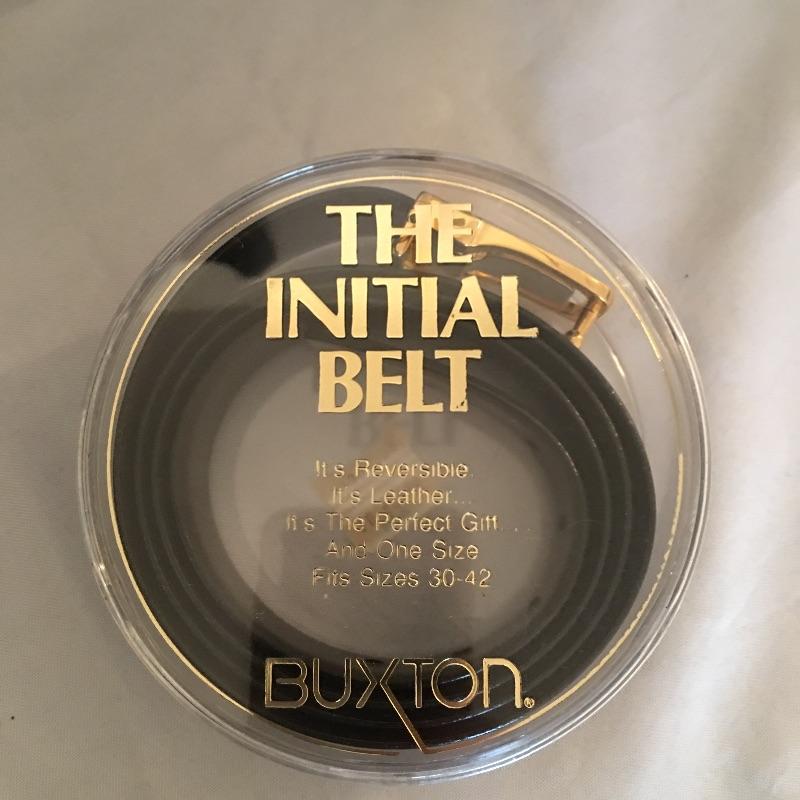 THE
INITIAL
BELT
It's Reversible.
It's Leather...
It's The Perfect Gift...
And One Size
Fits Sizes 30-42
BUXTON®